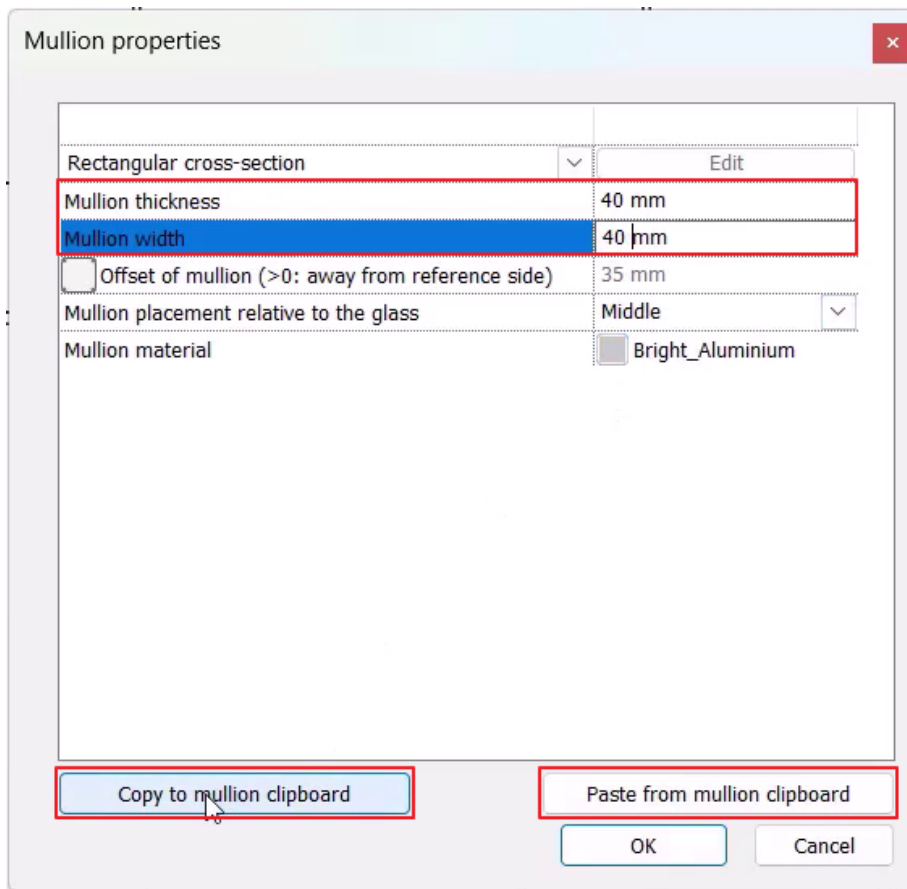 Mullion properties
Rectangular cross-section Edit
Mullion thickness 40 mm
Mullion width 40 mm
Offset of mullion (>0: away from reference side) 35 mm
Mullion placement relative to the glass Middle
Mullion material Bright_Aluminium
Copy to mullion clipboard Paste from mullion clipboard
OK Cancel